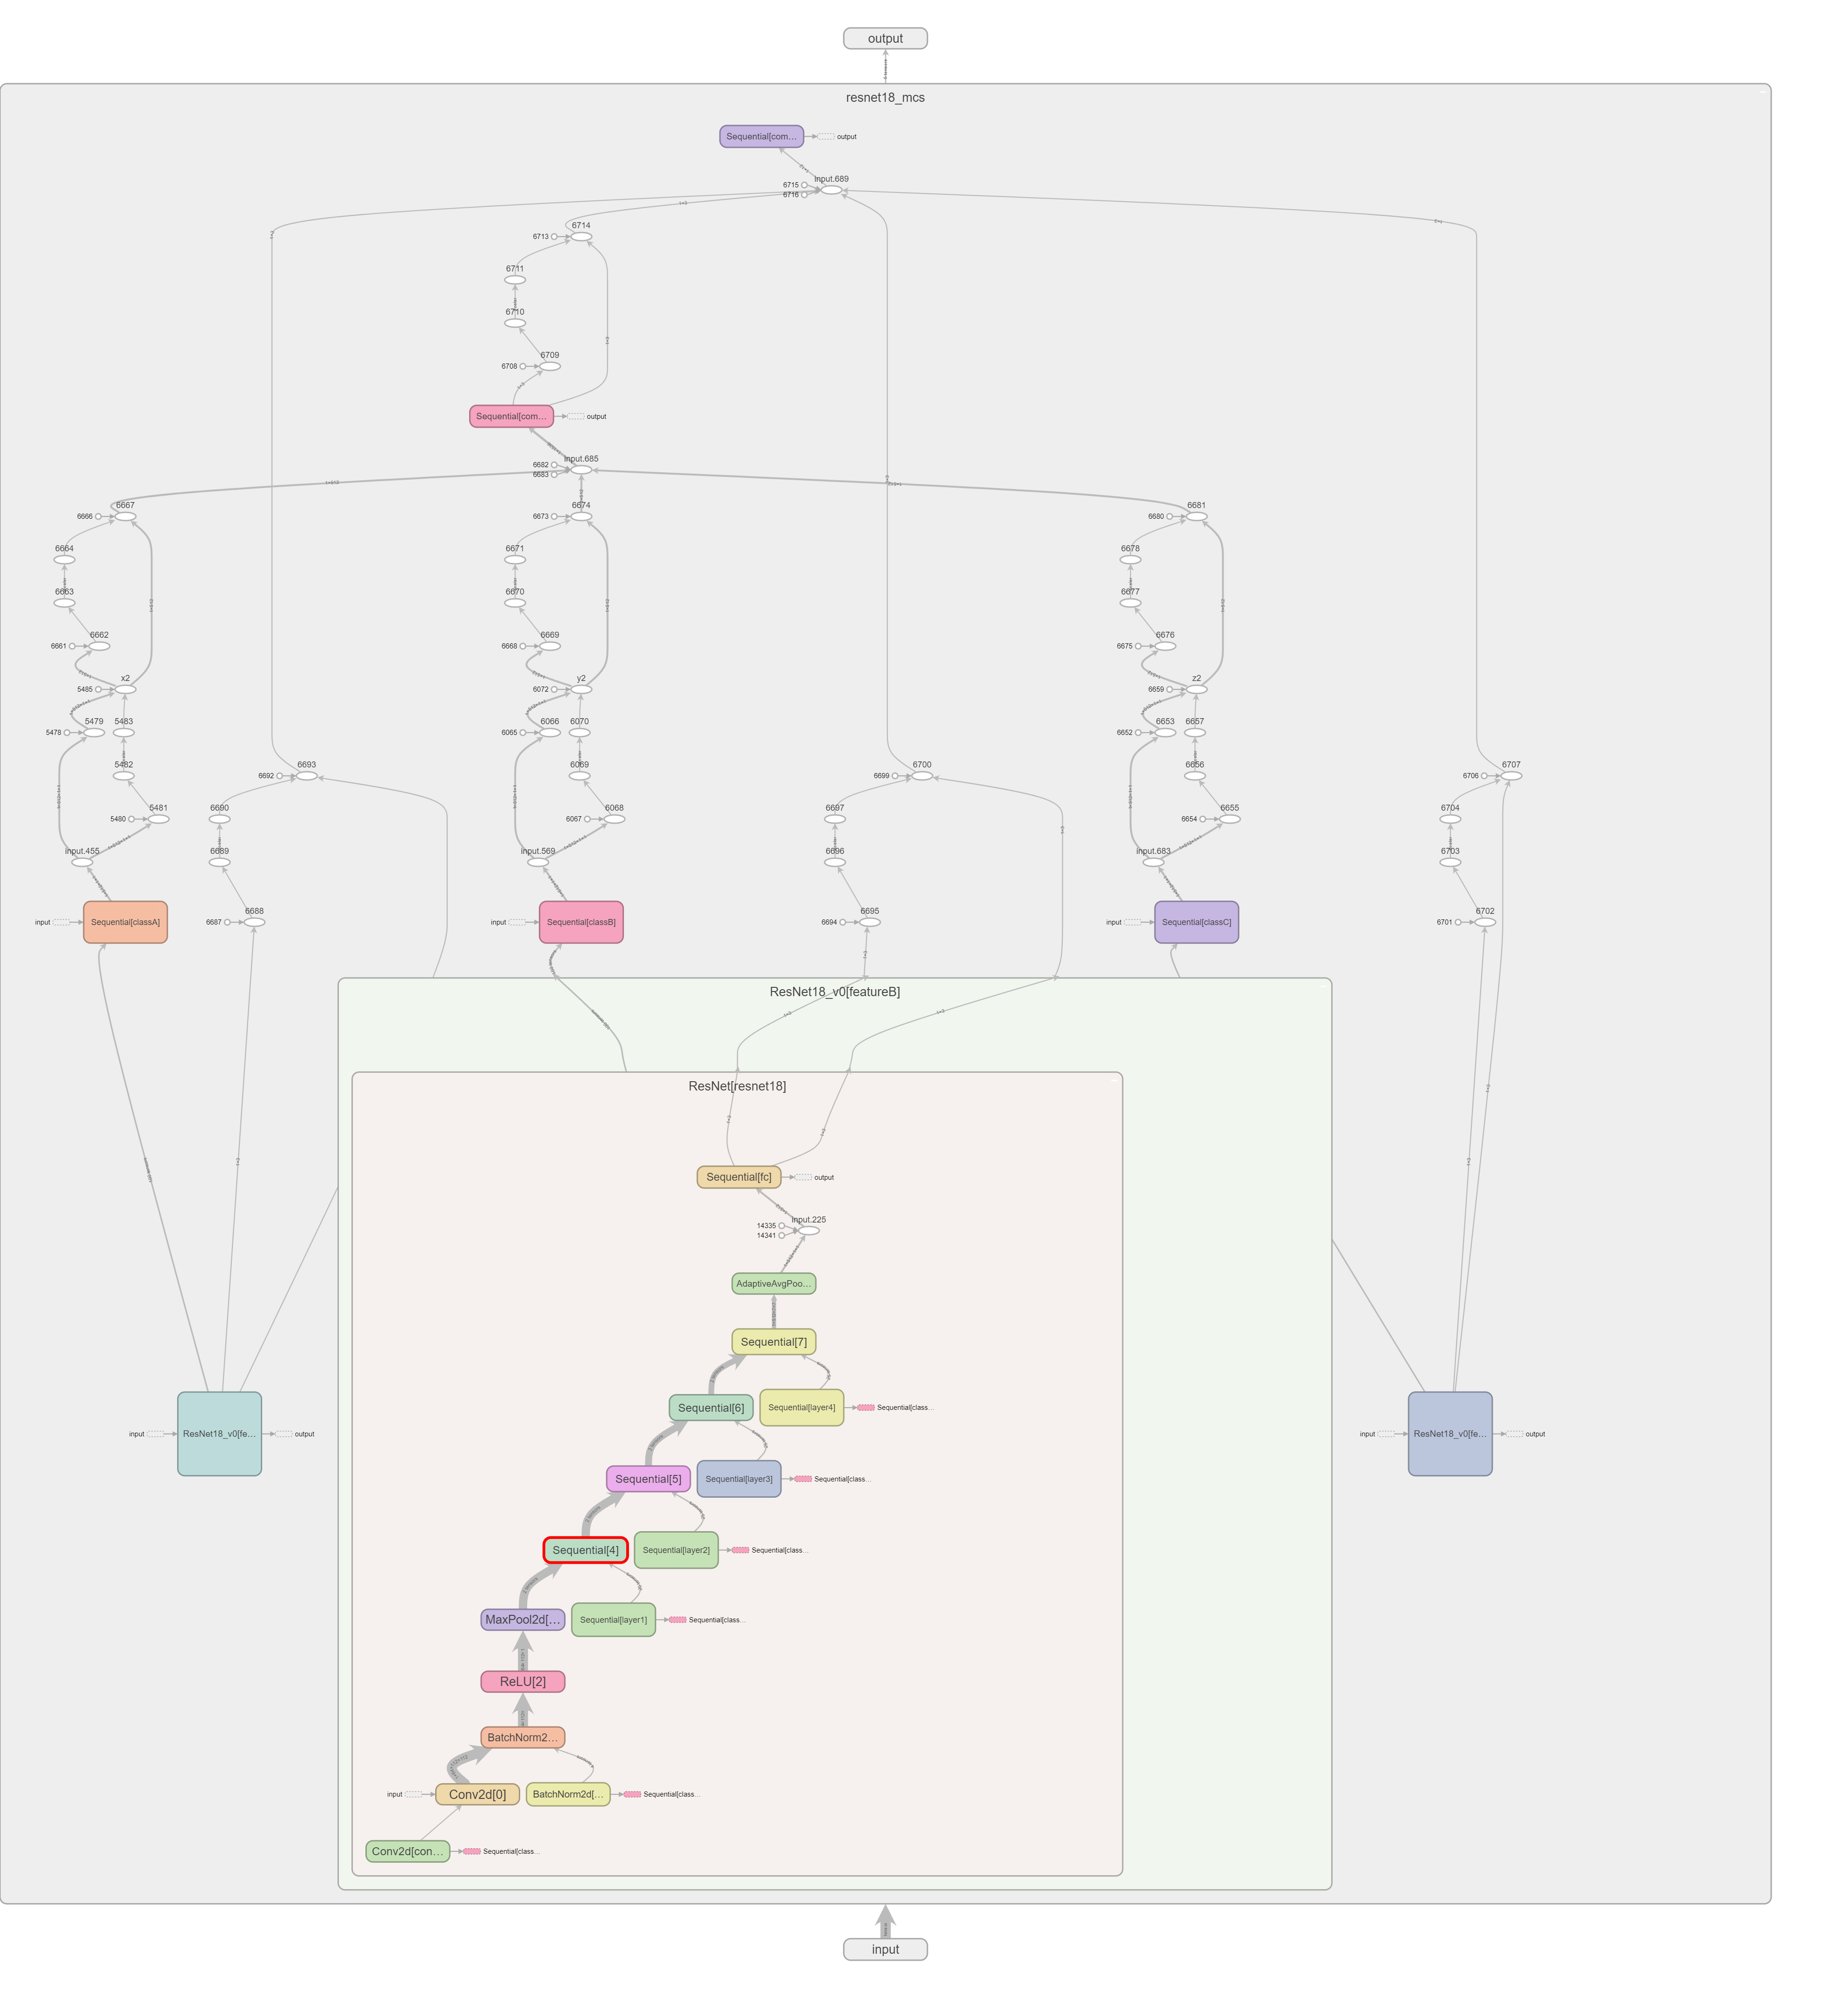 output
resnet18_mcs
Sequential[com...
output
input.689
6715
6716
6714
6713
6711
6710
6709
6708
Sequential[com...
output
input.685
6682
6683
6667
6666
6674
6673
6681
6680
6664
6671
6678
6663
6670
6677
6662
6661
6669
6668
6676
6675
x2
5485
y2
6072
z2
6659
5479
5478
5483
6066
6065
6070
6653
6652
6657
5482
6693
6692
6069
6700
6699
6656
6707
6706
5481
5480
6690
6068
6067
6697
6655
6654
6704
input.455
6689
input.569
6696
input.683
6703
input
Sequential[classA]
6688
6687
input
Sequential[classB]
6695
6694
input
Sequential[classC]
6702
6701
ResNet18_v0[featureB]
ResNet[resnet18]
Sequential[fc]
output
input.225
14335
14341
AdaptiveAvgPoo...
Sequential[7]
Sequential[6]
Sequential[layer4]
Sequential[class...
input
ResNet18_v0[fe...
output
input
ResNet18_v0[fe...
output
Sequential[5]
Sequential[layer3]
Sequential[class...
Sequential[4]
Sequential[layer2]
Sequential[class...
MaxPool2d[...
Sequential[layer1]
Sequential[class...
ReLU[2]
BatchNorm2...
input
Conv2d[0]
BatchNorm2d[...
Sequential[class...
Conv2d[con...
Sequential[class...
input